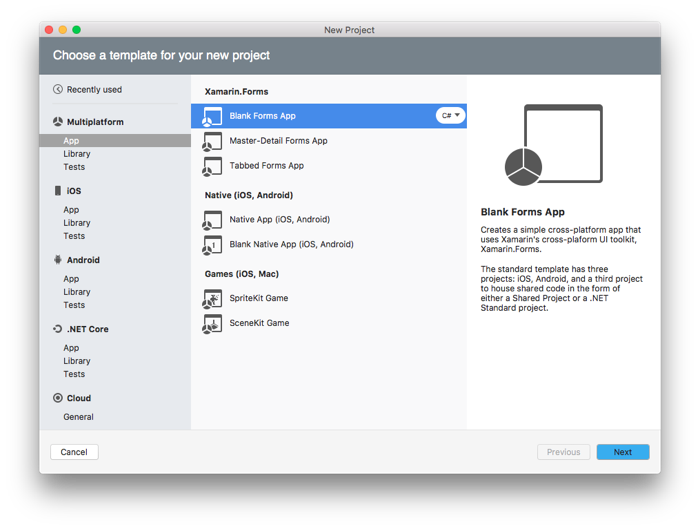 New Project
Choose a template for your new project
Recently used
Multiplatform
App
Library
Tests
iOS
App
Library
Tests
Android
App
Library
Tests
.NET Core
App
Library
Tests
Cloud
General
Xamarin.Forms
Blank Forms App
C#
Master-Detail Forms App
Tabbed Forms App
Native (iOS, Android)
Native App (iOS, Android)
Blank Native App (iOS, Android)
Games (iOS, Mac)
SpriteKit Game
SceneKit Game
Blank Forms App
Creates a simple cross-platform app that
uses Xamarin's cross-plaform UI toolkit,
Xamarin.Forms.
The standard template has three
projects: iOS, Android, and a third project
to house shared code in the form of
either a Shared Project or a .NET
Standard project.
Cancel
Previous
Next